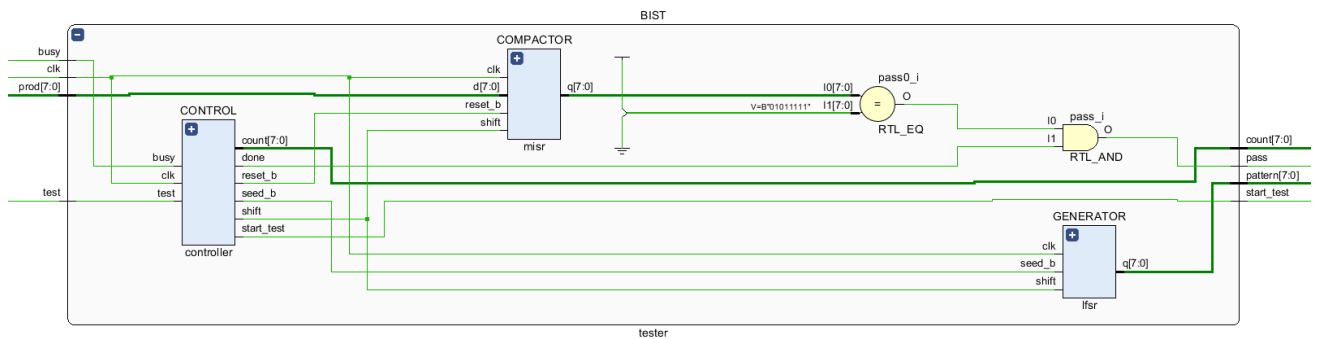 BIST
busy
clk
prod[7:0]
test
CONTROL
busy
clk
test
count[7:0]
done
reset_b
seed_b
shift
start_test
controller
COMPACTOR
clk
d[7:0]
reset_b
shift
q[7:0]
misr
V=B"01011111"
pass0_i
I0[7:0]
I1[7:0]
=
O
RTL_EQ
pass_i
I0
I1
O
RTL_AND
GENERATOR
clk
seed_b
shift
q[7:0]
lfsr
count[7:0]
pass
pattern[7:0]
start_test
tester